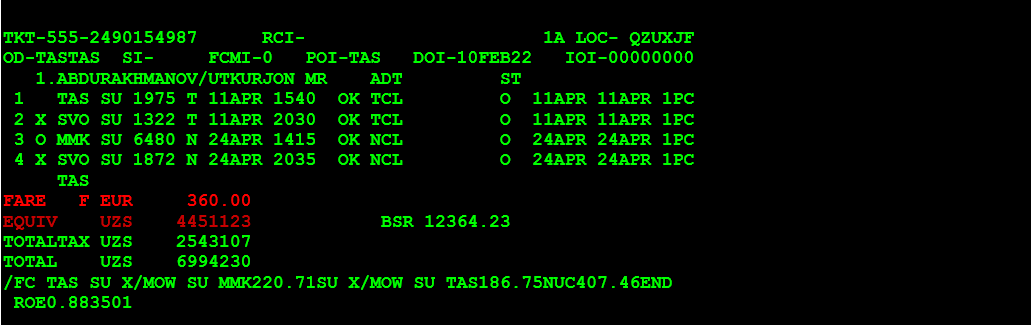 TKT-555-2490154987 RCI- 1A LOC- QZUXJF
OD-TASTAS SI- FCMI-0 POI-TAS DOI-10FEB22 IOI-00000000
1.ABDURAKHMANOV/UTKURJON MR ADT ST
1 TAS SU 1975 T 11APR 1540 OK TCL O 11APR 11APR 1PC
2 X SVO SU 1322 T 11APR 2030 OK TCL O 11APR 11APR 1PC
3 O MMK SU 6480 N 24APR 1415 OK NCL O 24APR 24APR 1PC
4 X SVO SU 1872 N 24APR 2035 OK NCL O 24APR 24APR 1PC
TAS
FARE F EUR 360.00
EQUIV UZS 4451123 BSR 12364.23
TOTALTAX UZS 2543107
TOTAL UZS 6994230
/FC TAS SU X/MOW SU MMK220.71SU X/MOW SU TAS186.75NUC407.46END
ROE0.883501